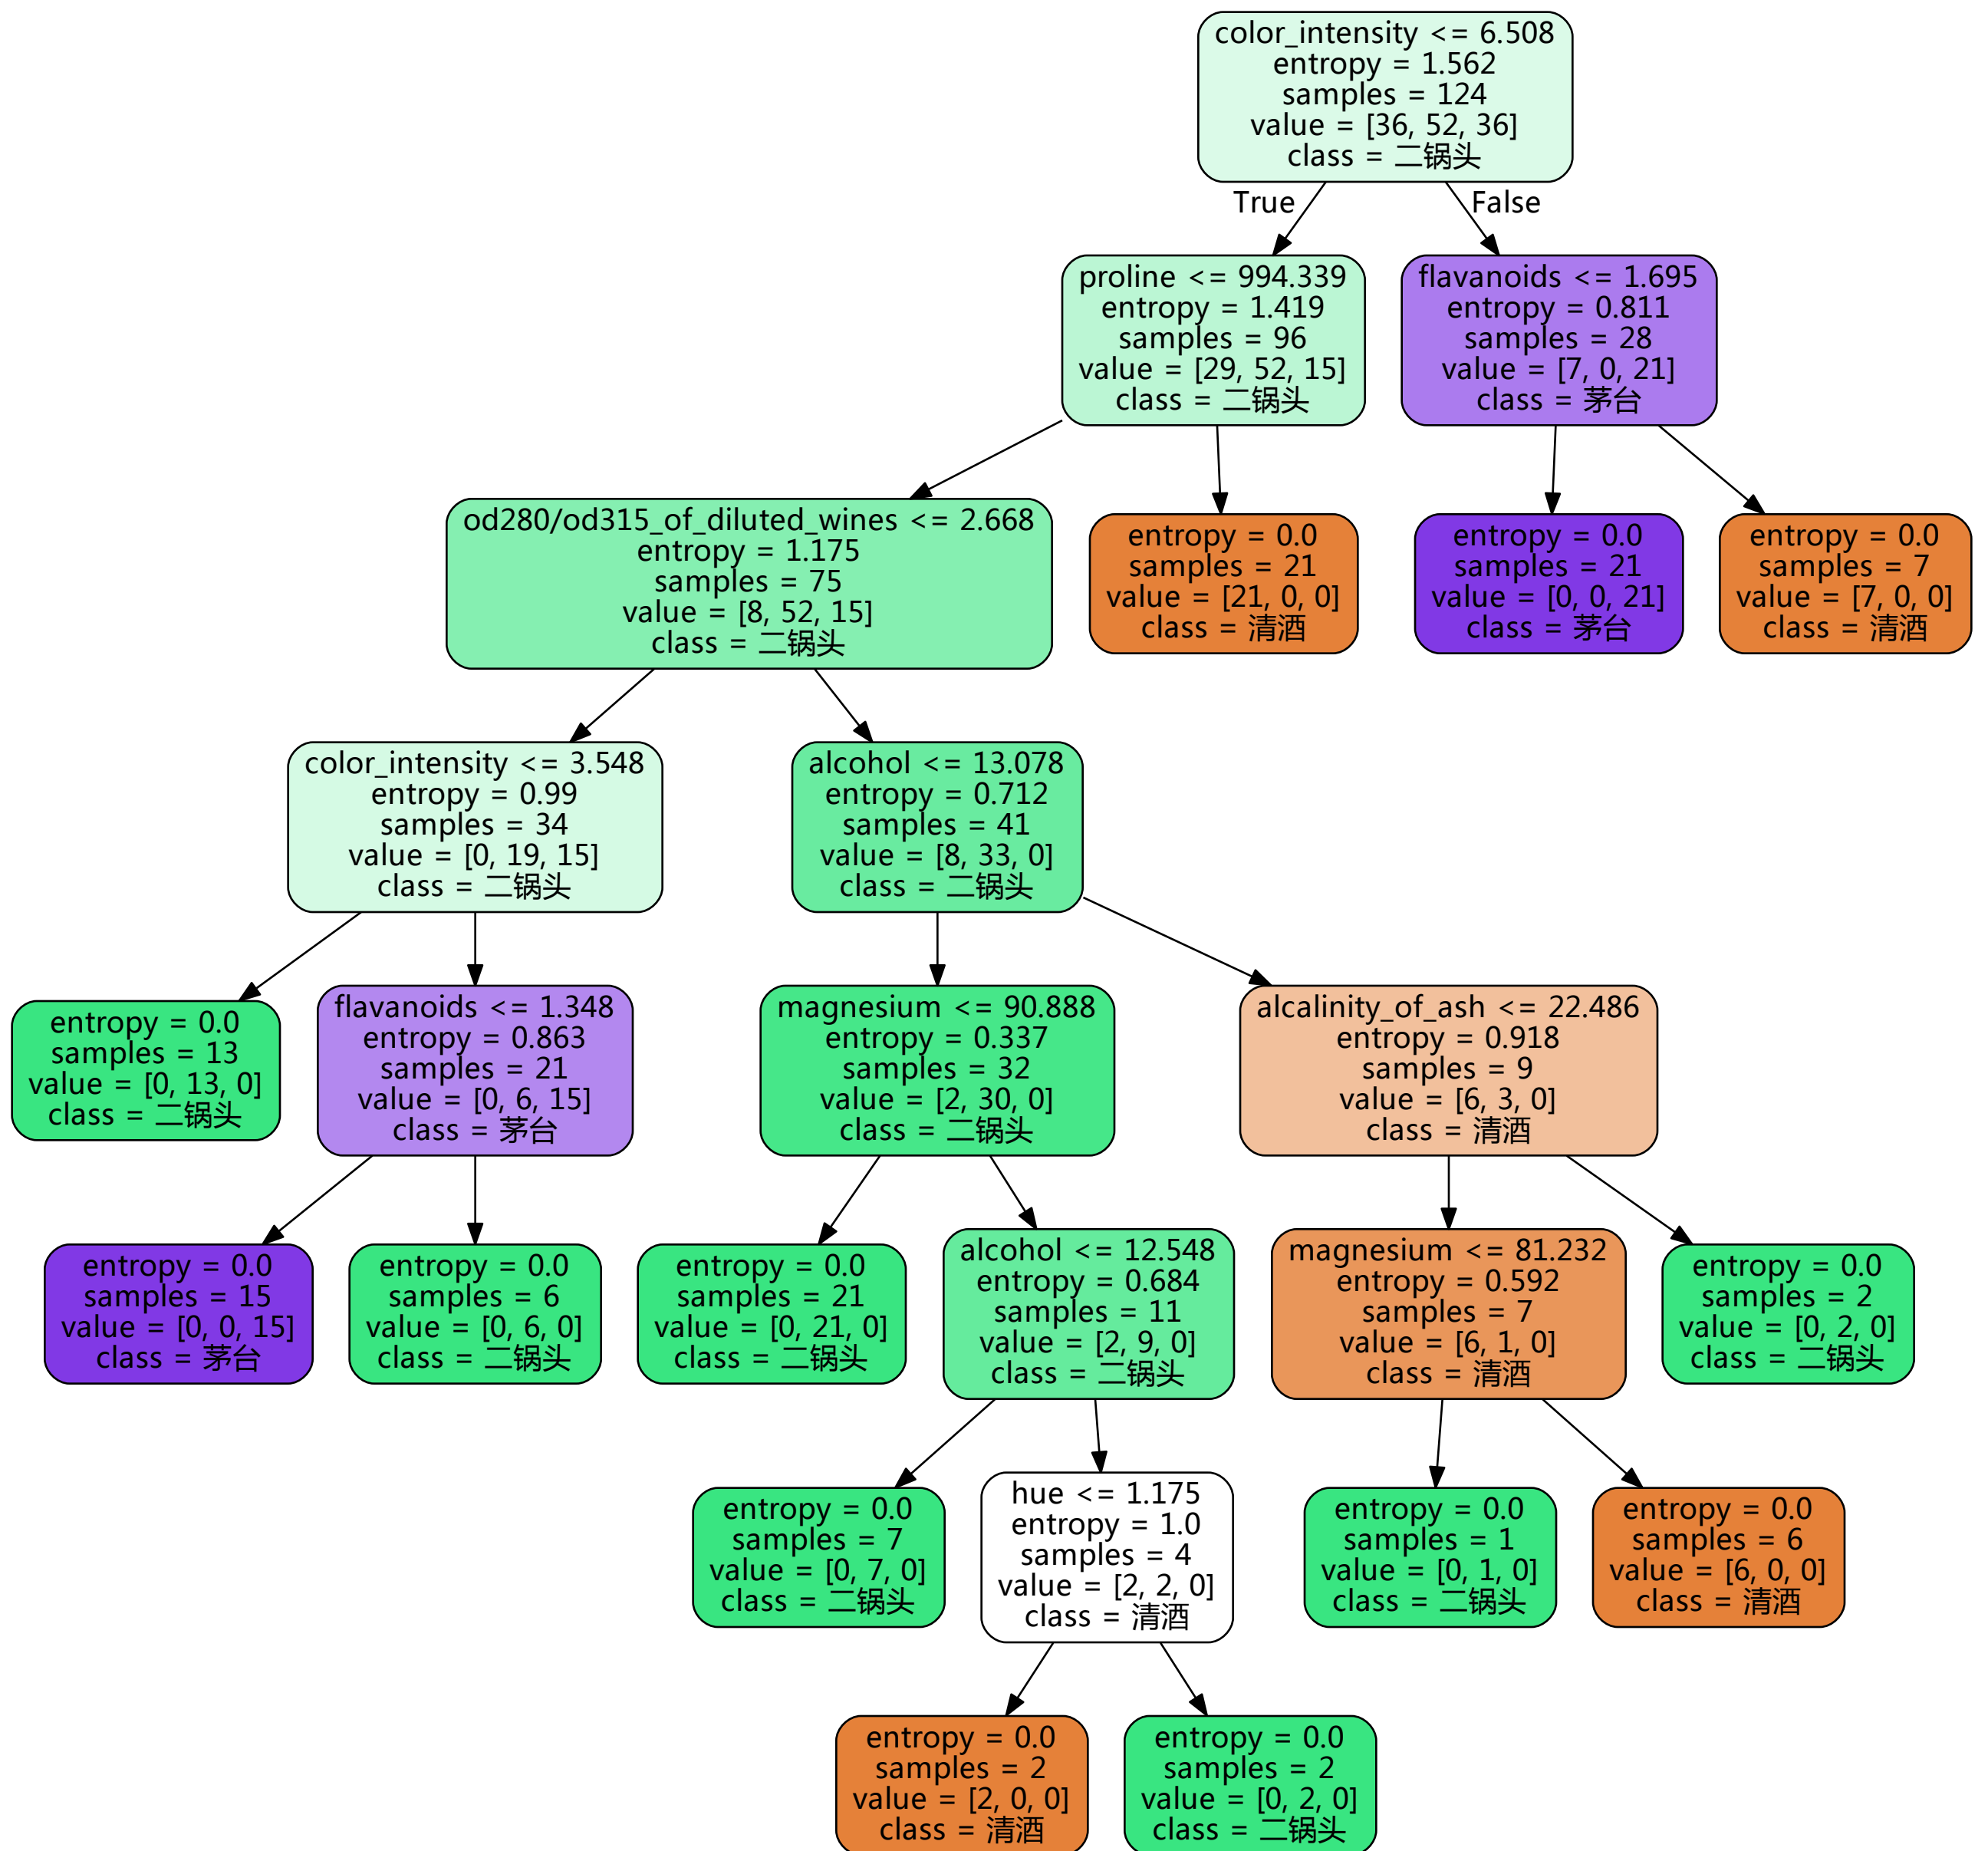 color_intensity <= 6.508
entropy = 1.562
samples = 124
value = [36, 52, 36]
class = 二锅头
True
False
proline <= 994.339
entropy = 1.419
samples = 96
value = [29, 52, 15]
class = 二锅头
flavanoids <= 1.695
entropy = 0.811
samples = 28
value = [7, 0, 21]
class = 茅台
od280/od315_of_diluted_wines <= 2.668
entropy = 1.175
samples = 75
value = [8, 52, 15]
class = 二锅头
entropy = 0.0
samples = 21
value = [21, 0, 0]
class = 清酒
entropy = 0.0
samples = 21
value = [0, 0, 21]
class = 茅台
entropy = 0.0
samples = 7
value = [7, 0, 0]
class = 清酒
color_intensity <= 3.548
entropy = 0.99
samples = 34
value = [0, 19, 15]
class = 二锅头
alcohol <= 13.078
entropy = 0.712
samples = 41
value = [8, 33, 0]
class = 二锅头
entropy = 0.0
samples = 13
value = [0, 13, 0]
class = 二锅头
flavanoids <= 1.348
entropy = 0.863
samples = 21
value = [0, 6, 15]
class = 茅台
magnesium <= 90.888
entropy = 0.337
samples = 32
value = [2, 30, 0]
class = 二锅头
alcalinity_of_ash <= 22.486
entropy = 0.918
samples = 9
value = [6, 3, 0]
class = 清酒
entropy = 0.0
samples = 15
value = [0, 0, 15]
class = 茅台
entropy = 0.0
samples = 6
value = [0, 6, 0]
class = 二锅头
entropy = 0.0
samples = 21
value = [0, 21, 0]
class = 二锅头
alcohol <= 12.548
entropy = 0.684
samples = 11
value = [2, 9, 0]
class = 二锅头
magnesium <= 81.232
entropy = 0.592
samples = 7
value = [6, 1, 0]
class = 清酒
entropy = 0.0
samples = 2
value = [0, 2, 0]
class = 二锅头
entropy = 0.0
samples = 7
value = [0, 7, 0]
class = 二锅头
hue <= 1.175
entropy = 1.0
samples = 4
value = [2, 2, 0]
class = 清酒
entropy = 0.0
samples = 1
value = [0, 1, 0]
class = 二锅头
entropy = 0.0
samples = 6
value = [6, 0, 0]
class = 清酒
entropy = 0.0
samples = 2
value = [2, 0, 0]
class = 清酒
entropy = 0.0
samples = 2
value = [0, 2, 0]
class = 二锅头